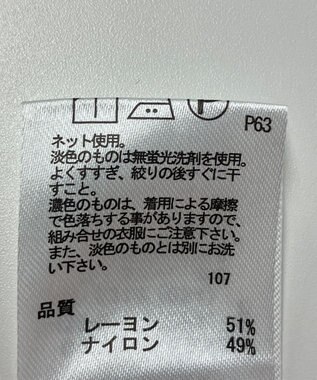 P
P63
ネット使用。
淡色のものは無蛍光洗剤を使用。
よくすすぎ、絞りの後すぐに干
すこと。
濃色のものは、着用による摩擦
で色落ちする事がありますので、
組み合せの衣服にご注意下さい。
また、淡色のものとは別にお洗
い下さい。
107
品質
レーヨン 51%
ナイロン 49%